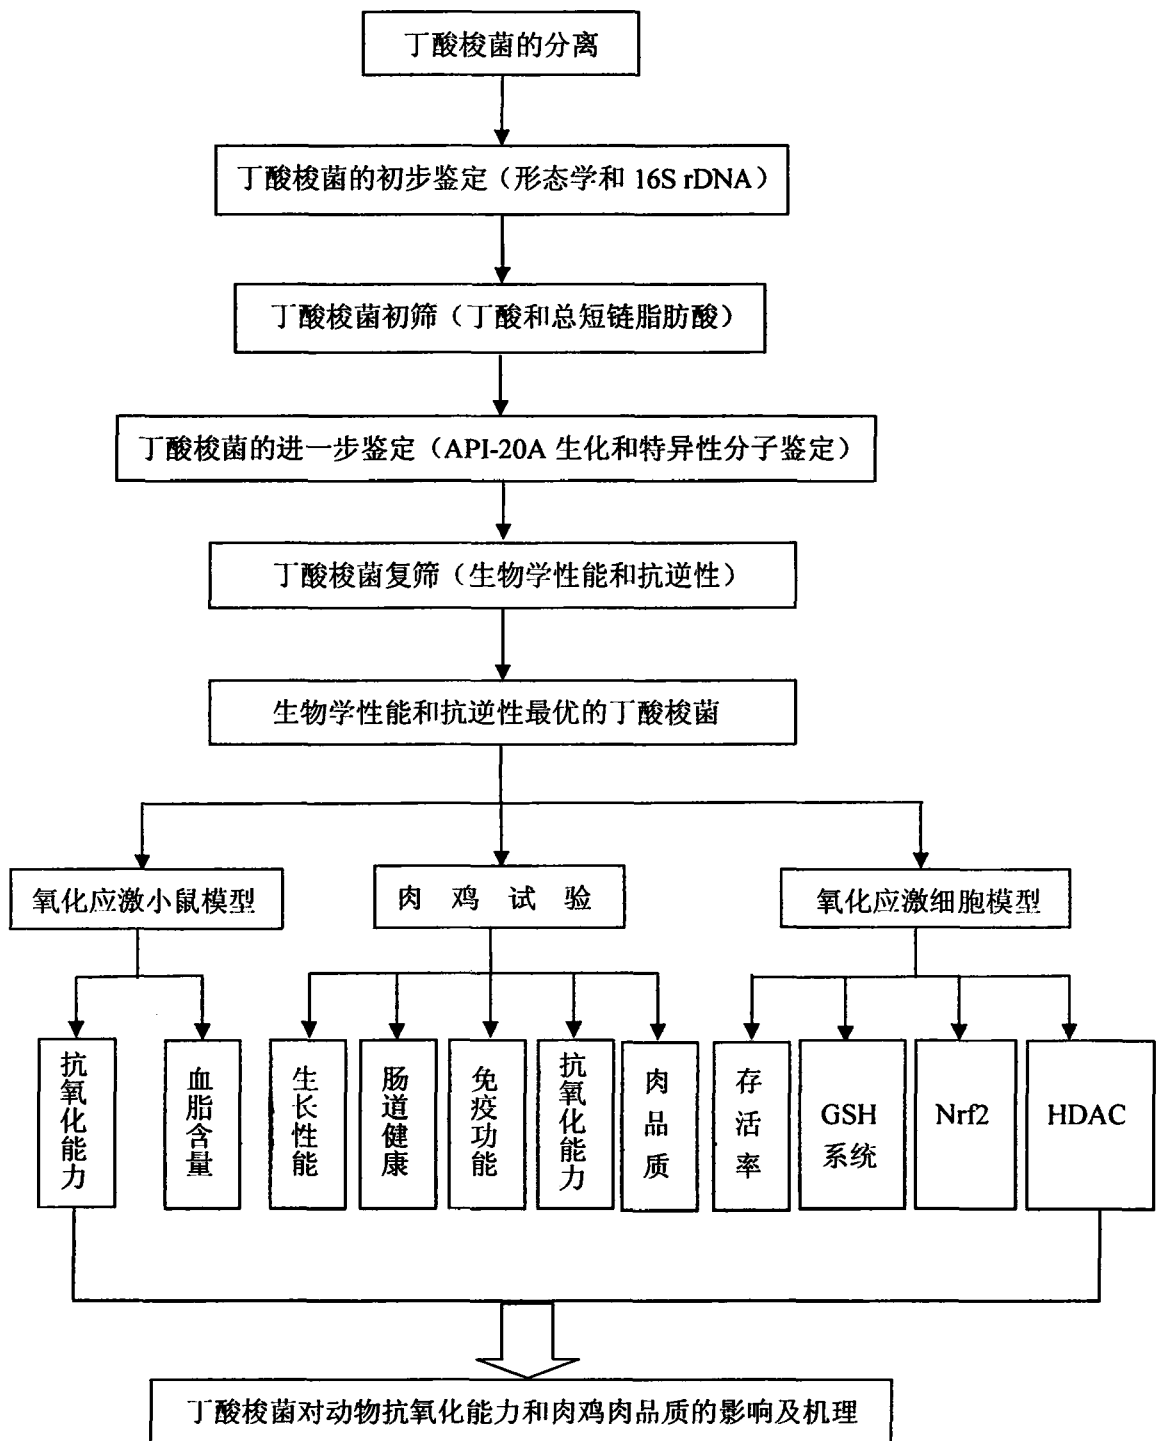 丁酸梭菌的分离
丁酸梭菌的初步鉴定（形态学和 16S rDNA）
丁酸梭菌初筛（丁酸和总短链脂肪酸）
丁酸梭菌的进一步鉴定（API-20A 生化和特异性分子鉴定）
丁酸梭菌复筛（生物学性能和抗逆性）
生物学性能和抗逆性最优的丁酸梭菌
氧化应激小鼠模型
肉 鸡 试 验
氧化应激细胞模型
抗氧化能力
血脂含量
生长性能
肠道健康
免疫功能
抗氧化能力
肉品质
存活率
GSH
系统
Nrf2
HDAC
丁酸梭菌对动物抗氧化能力和肉鸡肉品质的影响及机理